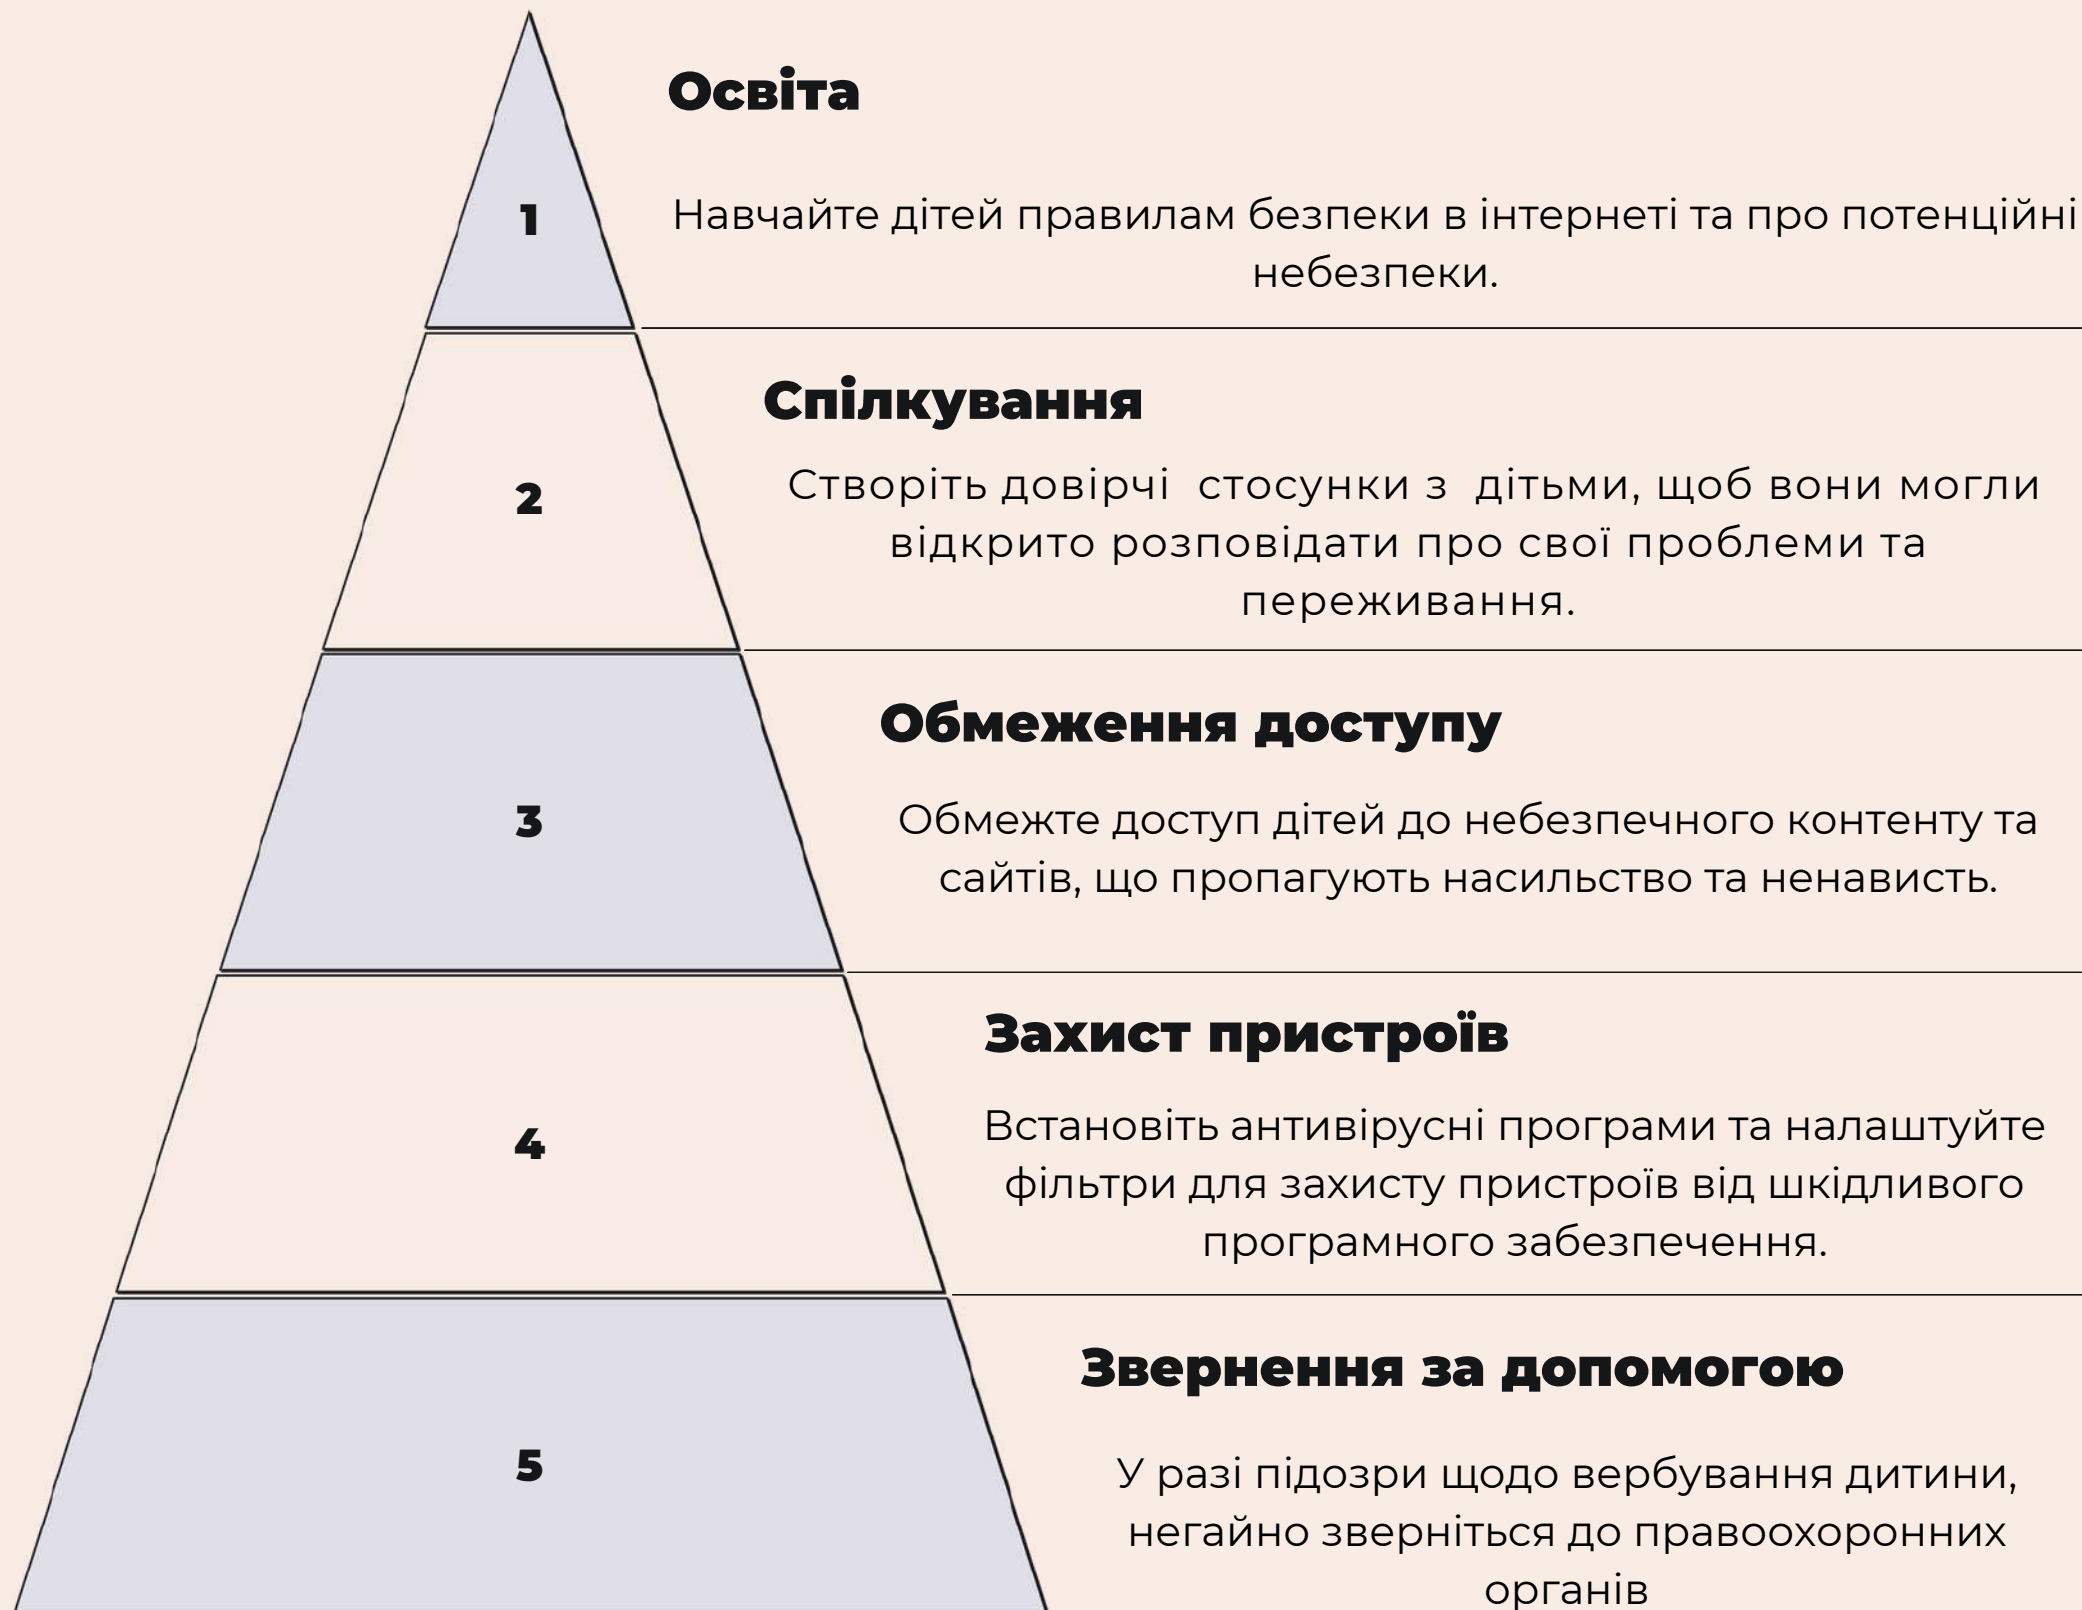 Освіта
1
Навчайте дітей правилам безпеки в інтернеті та про потенційні
небезпеки.
Спілкування
2
Створіть довірчі  стосунки з  дітьми, щоб вони могли
відкрито розповідати про свої проблеми та
переживання.
Обмеження доступу
3
Обмежте доступ дітей до небезпечного контенту та
сайтів, що пропагують насильство та ненависть.
Захист пристроїв
4
Встановіть антивірусні програми та налаштуйте
фільтри для захисту пристроїв від шкідливого
програмного забезпечення.
Звернення за допомогою
5
У разі підозри щодо вербування дитини,
негайно зверніться до правоохоронних
органів